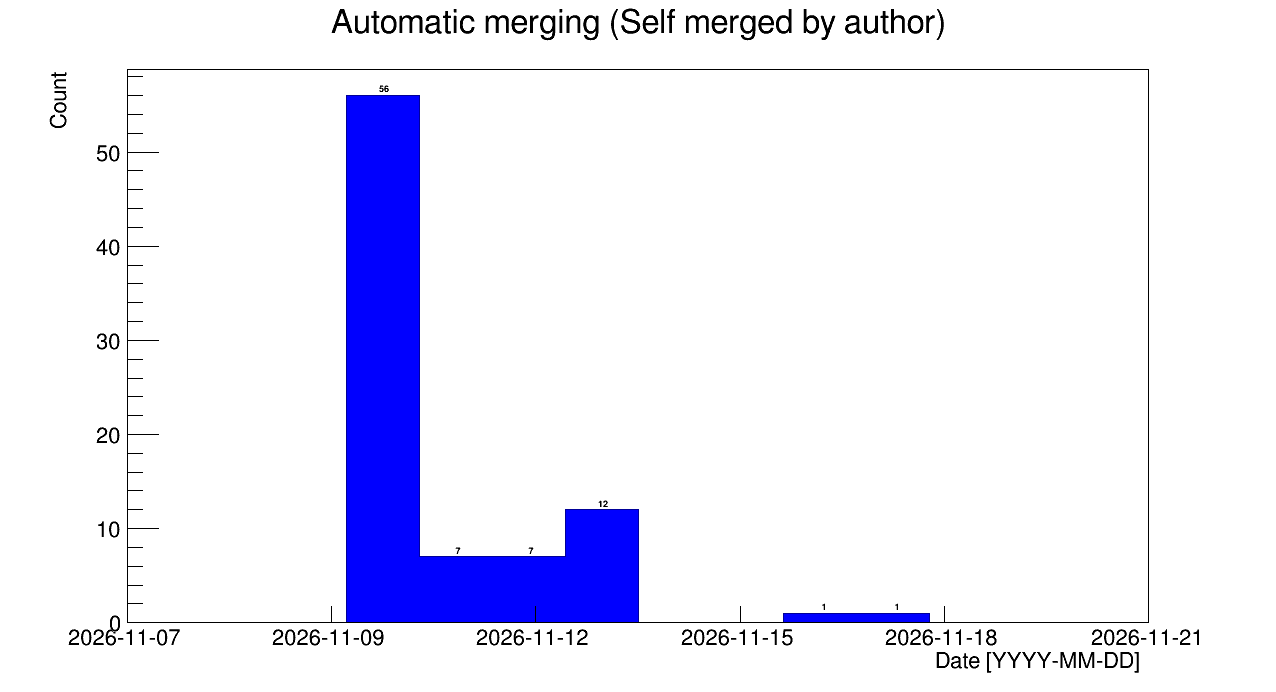 Automatic merging (Self merged by author)
Count
56
50
40
30
20
12
10
7 7
1 1
0
2026-11-07 2026-11-09 2026-11-12 2026-11-15 2026-11-18 2026-11-21
Date [YYYY-MM-DD]